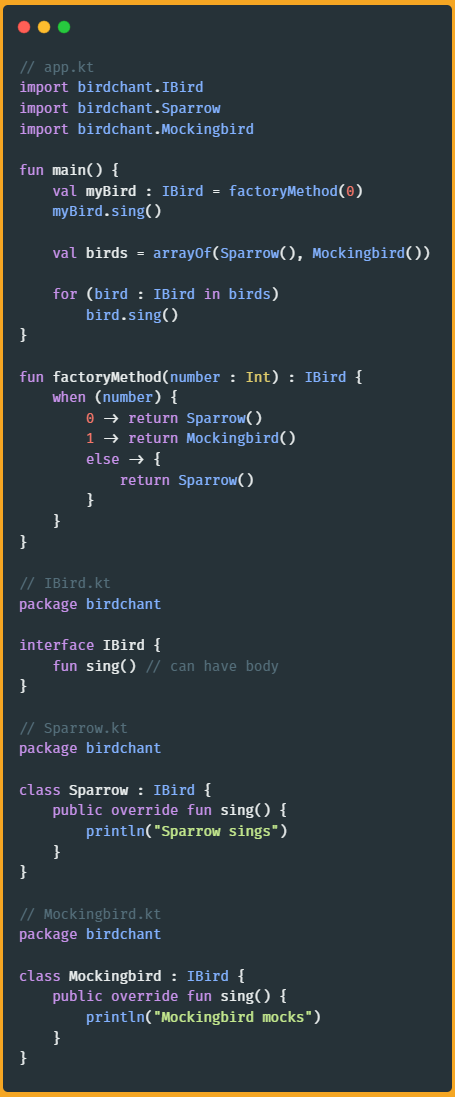 // app.kt
import birdchant.IBird
import birdchant.Sparrow
import birdchant.Mockingbird

fun main() {
    val myBird : IBird = factoryMethod(0)
    myBird.sing()

    val birds = arrayOf(Sparrow(), Mockingbird())

    for (bird : IBird in birds)
        bird.sing()
}

fun factoryMethod(number : Int) : IBird {
    when (number) {
        0 -> return Sparrow()
        1 -> return Mockingbird()
        else -> {
            return Sparrow()
        }
    }
}

// IBird.kt
package birdchant

interface IBird {
    fun sing() // can have body
}

// Sparrow.kt
package birdchant

class Sparrow : IBird {
    public override fun sing() {
        println("Sparrow sings")
    }
}

// Mockingbird.kt
package birdchant

class Mockingbird : IBird {
    public override fun sing() {
        println("Mockingbird mocks")
    }
}